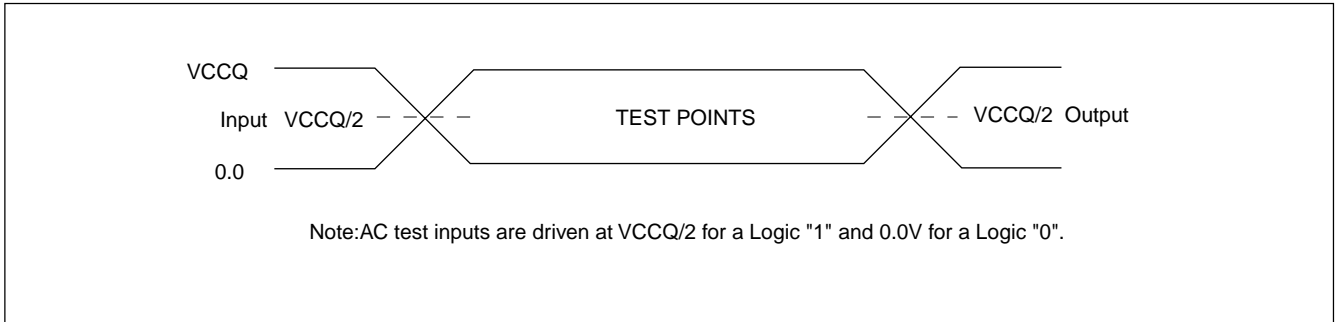 VCCQ
Input VCCQ/2 TEST POINTS VCCQ/2 Output
0.0
Note:AC test inputs are driven at VCCQ/2 for a Logic "1" and 0.0V for a Logic "0".